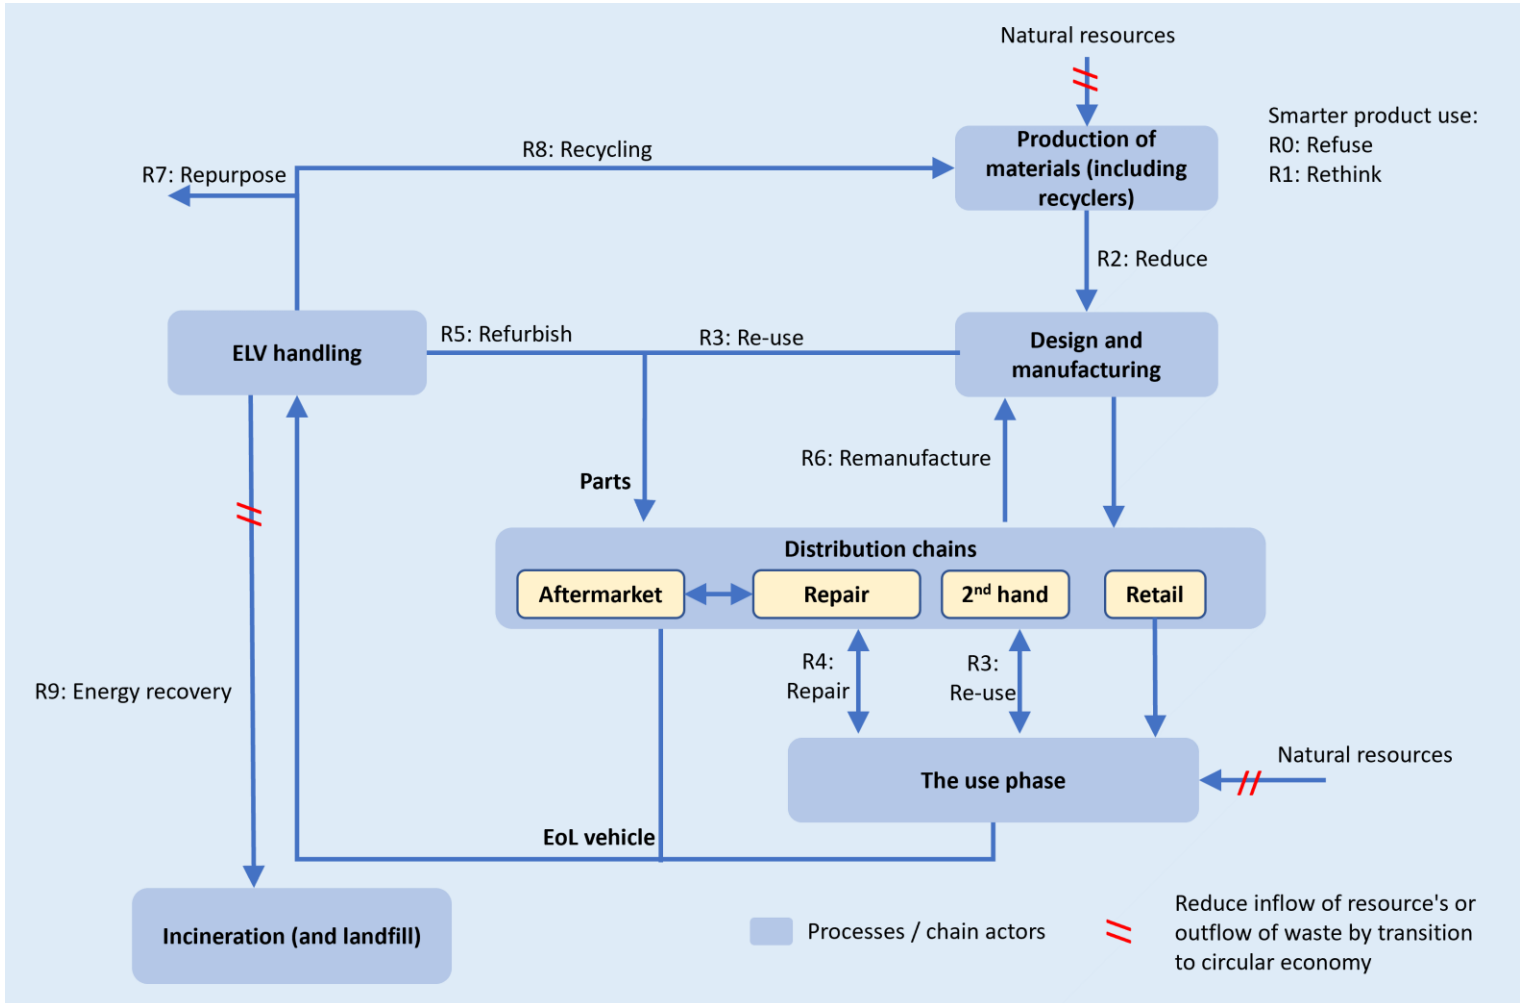 Natural resources
Smarter product use:
R0: Refuse
R1: Rethink
Production of
materials (including
recyclers)
R8: Recycling
R7: Repurpose
R2: Reduce
ELV handling
R5: Refurbish
R3: Re-use
Design and
manufacturing
R6: Remanufacture
Parts
Distribution chains
Aftermarket
Repair
2nd hand
Retail
R9: Energy recovery
R4:
Repair
R3:
Re-use
The use phase
Natural resources
EoL vehicle
Incineration (and landfill)
Processes / chain actors
Reduce inflow of resource's or
outflow of waste by transition
to circular economy